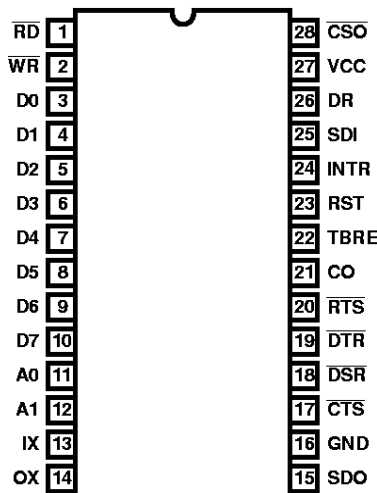 RD 1 28 CSO
WR 2 27 VCC
D0 3 26 DR
D1 4 25 SDI
D2 5 24 INTR
D3 6 23 RST
D4 7 22 TBRE
D5 8 21 CO
D6 9 20 RTS
D7 10 19 DTR
A0 11 18 DSR
A1 12 17 CTS
IX 13 16 GND
OX 14 15 SDO